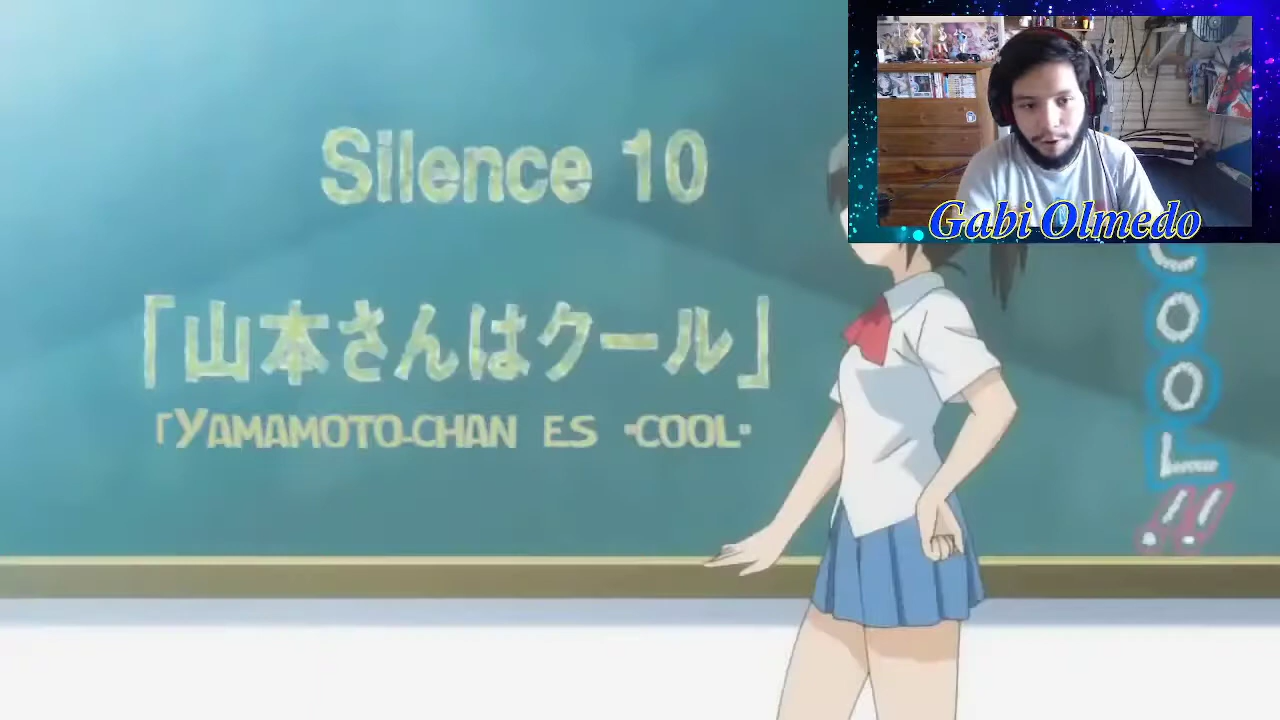 Silence 10
「山本さんはクール」
「YAMAMOTO-CHAN ES "COOL"
Gabi Olmedo
COOL!!